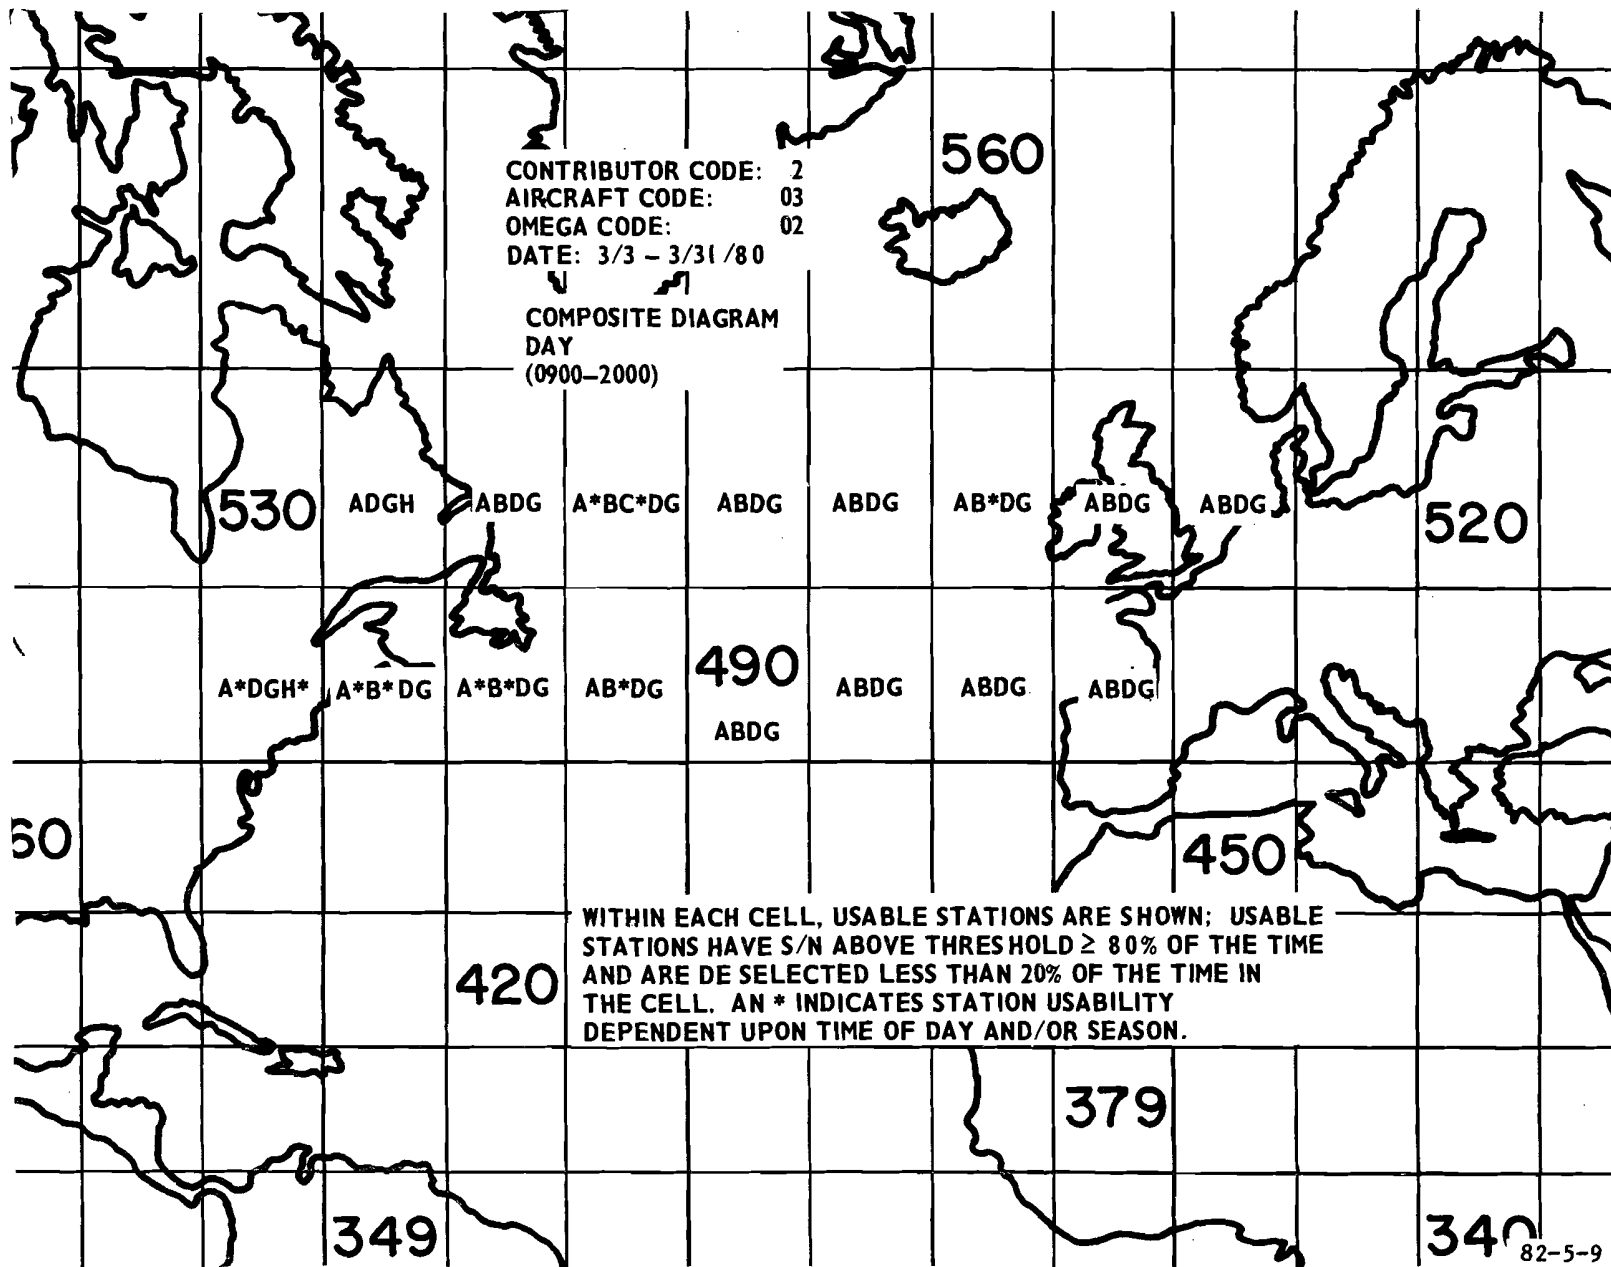 560
CONTRIBUTOR CODE: 2
AIRCRAFT CODE: 03
OMEGA CODE: 02
DATE: 3/3 – 3/31/80
COMPOSITE DIAGRAM
DAY
(0900–2000)
530 ADGH ABDG A*BC*DG ABDG ABDG AB*DG ABDG ABDG 520
490
A*DGH* A*B*DG A*B*DG AB*DG ABDG ABDG ABDG
ABDG
60 450
WITHIN EACH CELL, USABLE STATIONS ARE SHOWN; USABLE
STATIONS HAVE S/N ABOVE THRESHOLD ≥ 80% OF THE TIME
AND ARE DE SELECTED LESS THAN 20% OF THE TIME IN
THE CELL. AN * INDICATES STATION USABILITY
DEPENDENT UPON TIME OF DAY AND/OR SEASON.
420
379
349 340
82-5-9